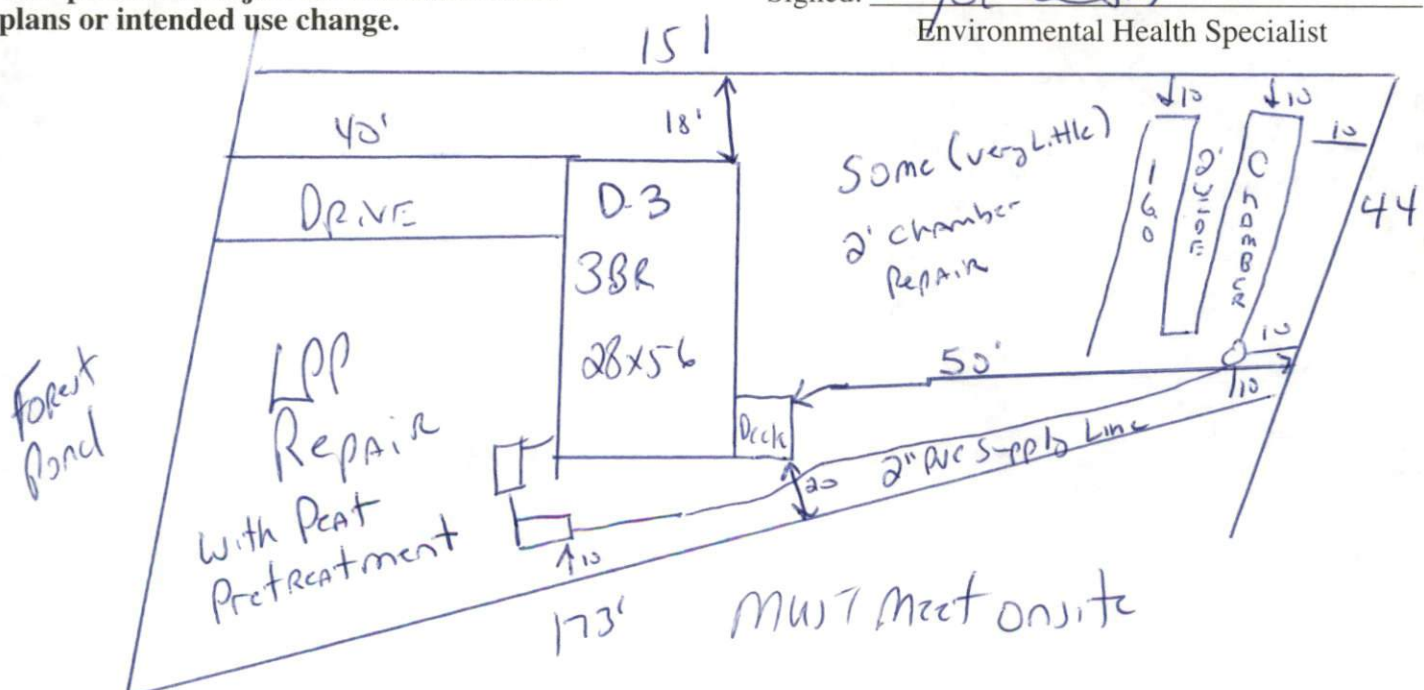 plans or intended use change.
Environmental Health Specialist
151
40'
18'
↓10
↓10
10
DRIVE
D-3
3BR
28x56
Some (very Little)
2' chamber
Repair
160
2' wide
Chamber
44
Forest
Pond
LPP
Repair
with Peat
Pretreatment
Deck
50'
10
10
2" PVC Supply Line
20
↑10
173'
MUST Meet onsite